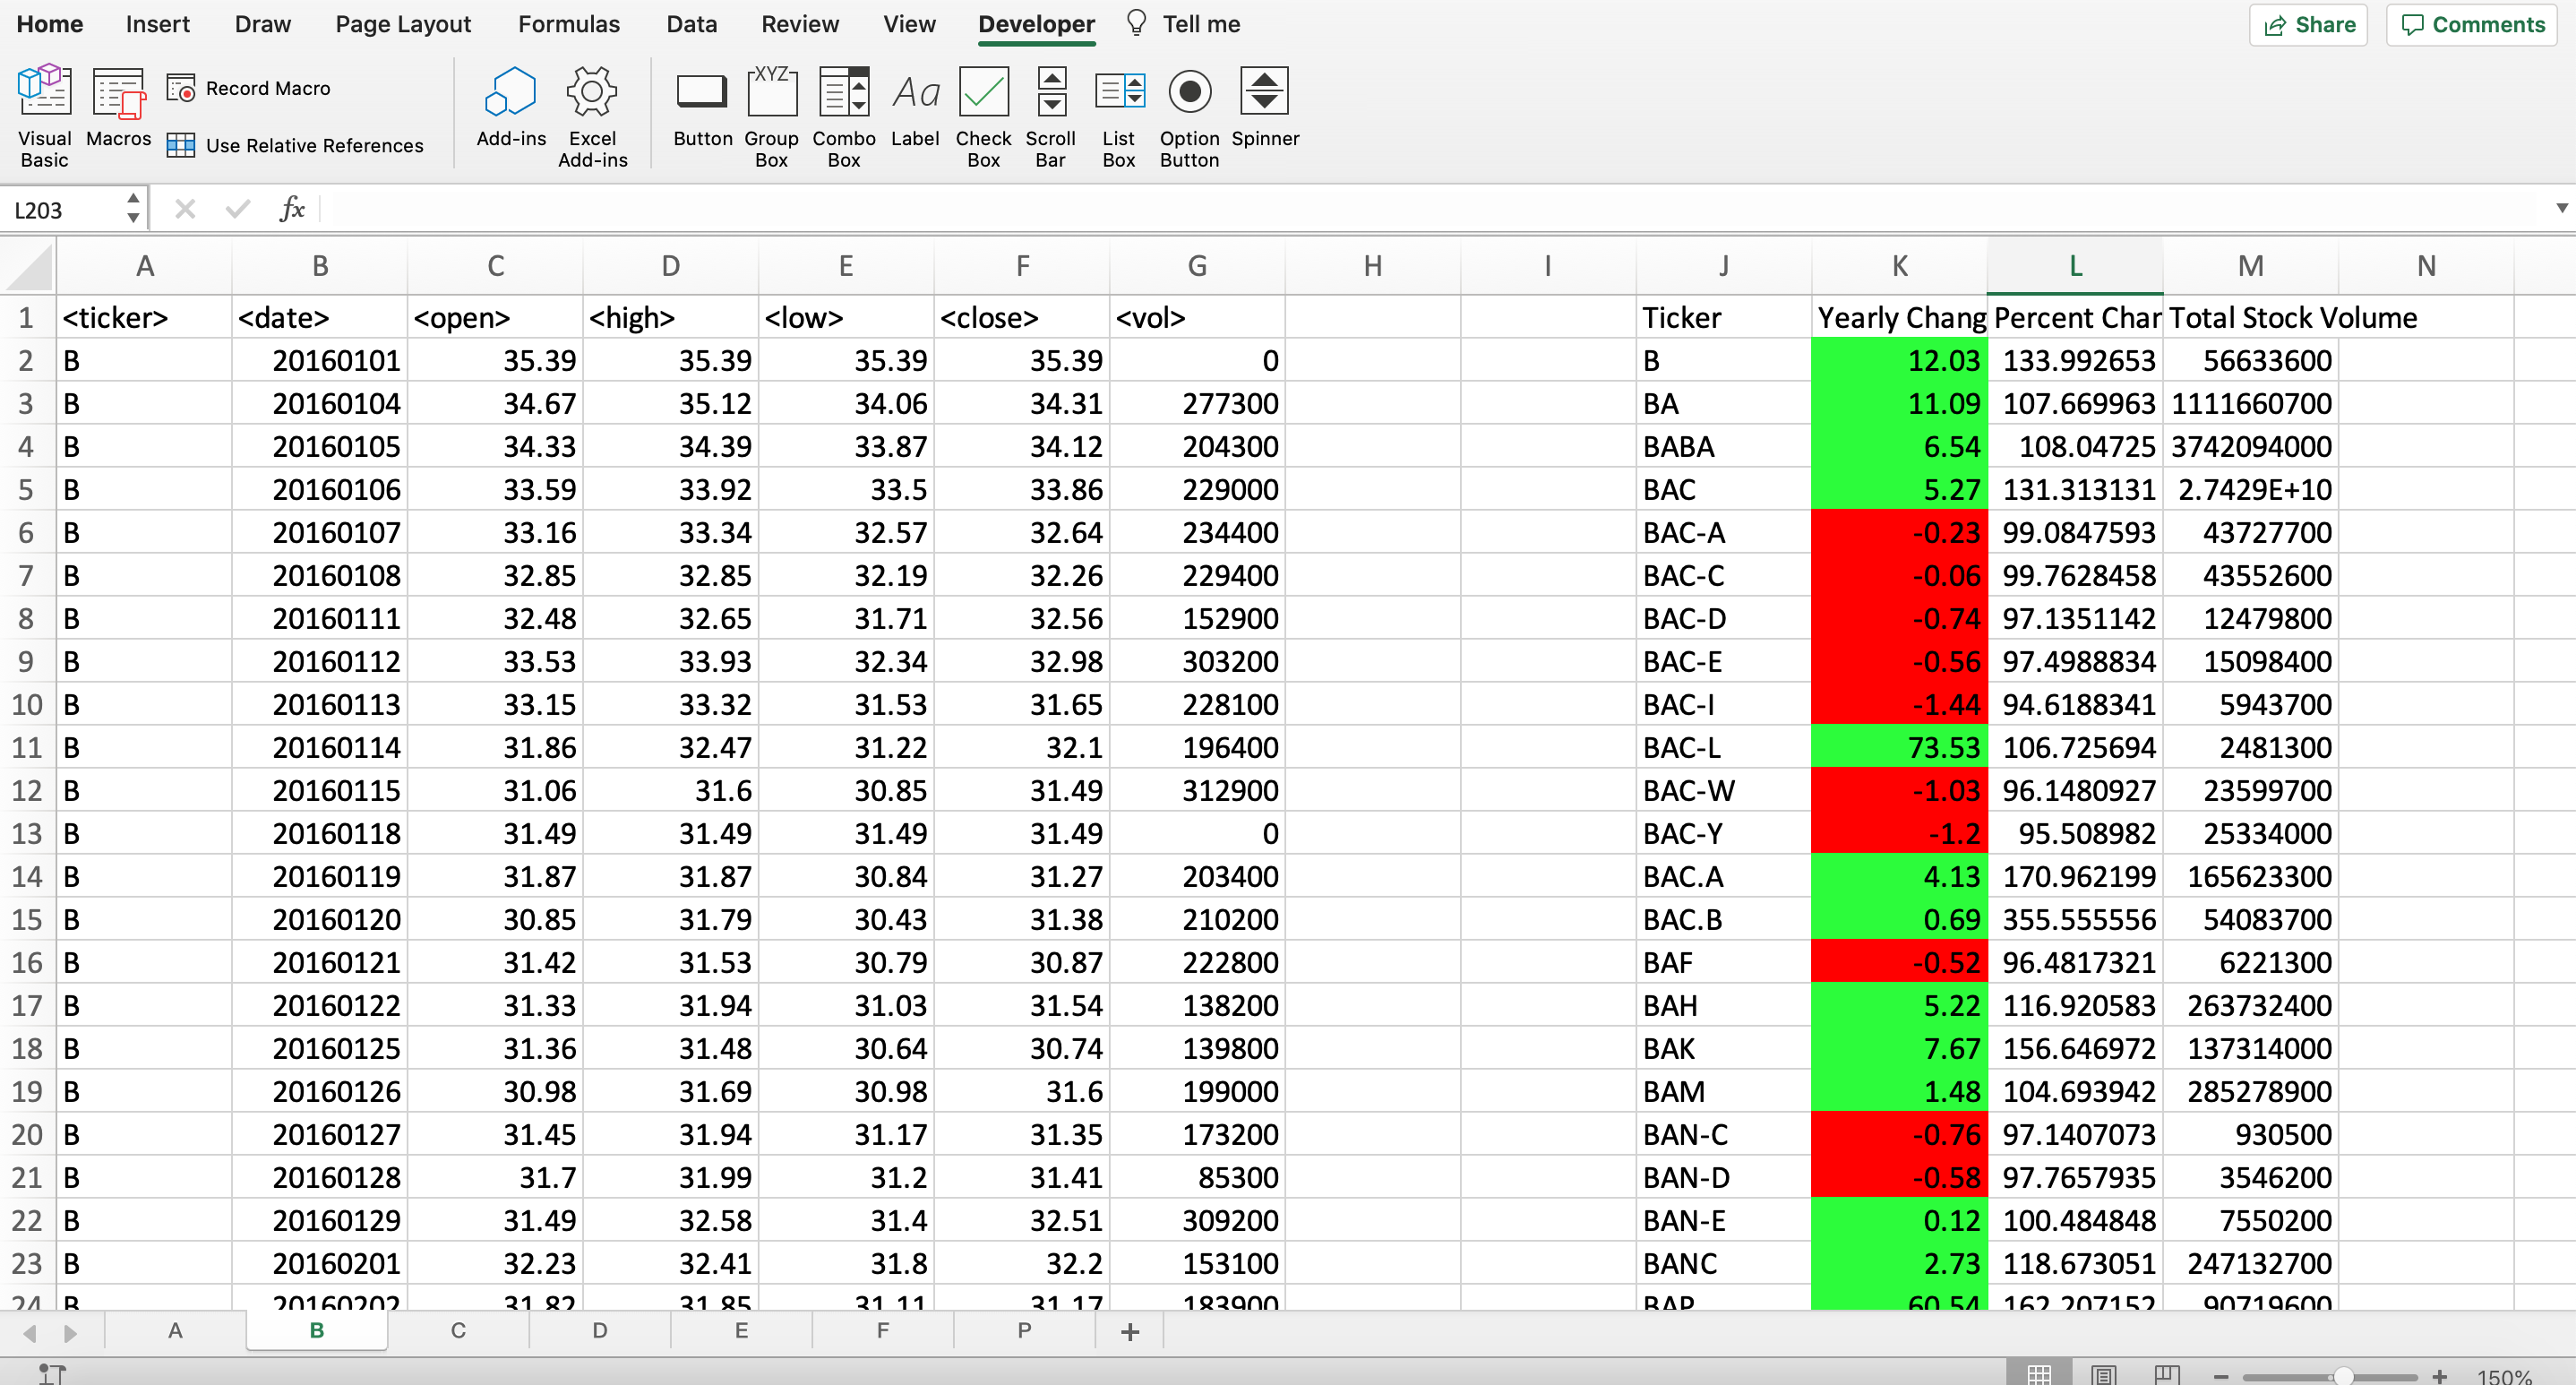 Home Insert Draw Page Layout Formulas Data Review View Developer Tell me Share Comments
Visual Basic Macros Record Macro Use Relative References Add-ins Excel Add-ins Button XYZ Group Box Combo Box Aa Label Check Box Scroll Bar List Box Option Button Spinner
L203 fx
A B C D E F G H I J K L M N
1 <ticker> <date> <open> <high> <low> <close> <vol> Ticker Yearly Chang Percent Char Total Stock Volume
2 B 20160101 35.39 35.39 35.39 35.39 0 B 12.03 133.992653 56633600
3 B 20160104 34.67 35.12 34.06 34.31 277300 BA 11.09 107.669963 1111660700
4 B 20160105 34.33 34.39 33.87 34.12 204300 BABA 6.54 108.04725 3742094000
5 B 20160106 33.59 33.92 33.5 33.86 229000 BAC 5.27 131.313131 2.7429E+10
6 B 20160107 33.16 33.34 32.57 32.64 234400 BAC-A -0.23 99.0847593 43727700
7 B 20160108 32.85 32.85 32.19 32.26 229400 BAC-C -0.06 99.7628458 43552600
8 B 20160111 32.48 32.65 31.71 32.56 152900 BAC-D -0.74 97.1351142 12479800
9 B 20160112 33.53 33.93 32.34 32.98 303200 BAC-E -0.56 97.4988834 15098400
10 B 20160113 33.15 33.32 31.53 31.65 228100 BAC-I -1.44 94.6188341 5943700
11 B 20160114 31.86 32.47 31.22 32.1 196400 BAC-L 73.53 106.725694 2481300
12 B 20160115 31.06 31.6 30.85 31.49 312900 BAC-W -1.03 96.1480927 23599700
13 B 20160118 31.49 31.49 31.49 31.49 0 BAC-Y -1.2 95.508982 25334000
14 B 20160119 31.87 31.87 30.84 31.27 203400 BAC.A 4.13 170.962199 165623300
15 B 20160120 30.85 31.79 30.43 31.38 210200 BAC.B 0.69 355.555556 54083700
16 B 20160121 31.42 31.53 30.79 30.87 222800 BAF -0.52 96.4817321 6221300
17 B 20160122 31.33 31.94 31.03 31.54 138200 BAH 5.22 116.920583 263732400
18 B 20160125 31.36 31.48 30.64 30.74 139800 BAK 7.67 156.646972 137314000
19 B 20160126 30.98 31.69 30.98 31.6 199000 BAM 1.48 104.693942 285278900
20 B 20160127 31.45 31.94 31.17 31.35 173200 BAN-C -0.76 97.1407073 930500
21 B 20160128 31.7 31.99 31.2 31.41 85300 BAN-D -0.58 97.7657935 3546200
22 B 20160129 31.49 32.58 31.4 32.51 309200 BAN-E 0.12 100.484848 7550200
23 B 20160201 32.23 32.41 31.8 32.2 153100 BANC 2.73 118.673051 247132700
24 B 20160202 31.82 31.85 31.11 31.17 183900 BAP 60.54 162.207152 90719600
A B C D E F P +
150%